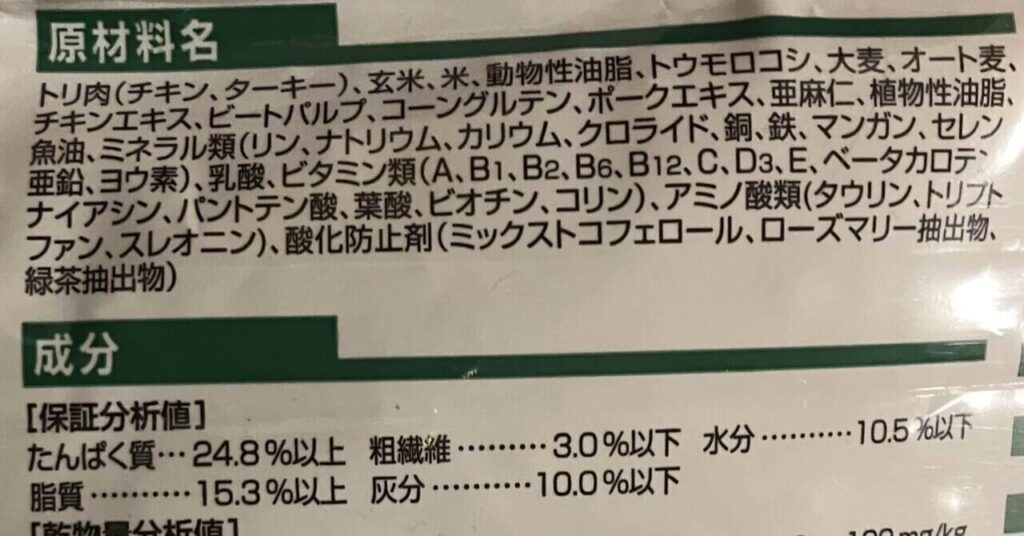 原材料名
トリ肉(チキン、ターキー)、玄米、米、動物性油脂、トウモロコシ、大麦、オート麦、
チキンエキス、ビートパルプ、コーングルテン、ポークエキス、亜麻仁、植物性油脂、
魚油、ミネラル類(リン、ナトリウム、カリウム、クロライド、銅、鉄、マンガン、セレン
亜鉛、ヨウ素)、乳酸、ビタミン類(A、B1、B2、B6、B12、C、D3、E、ベータカロテン
ナイアシン、パントテン酸、葉酸、ビオチン、コリン)、アミノ酸類(タウリン、トリプト
ファン、スレオニン)、酸化防止剤(ミックストコフェロール、ローズマリー抽出物、
緑茶抽出物)
成分
[保証分析値]
たんぱく質…24.8%以上 粗繊維………3.0%以下 水分………10.5%以下
脂質………15.3%以上 灰分………10.0%以下
[乾物量分析値]
100mg/kg